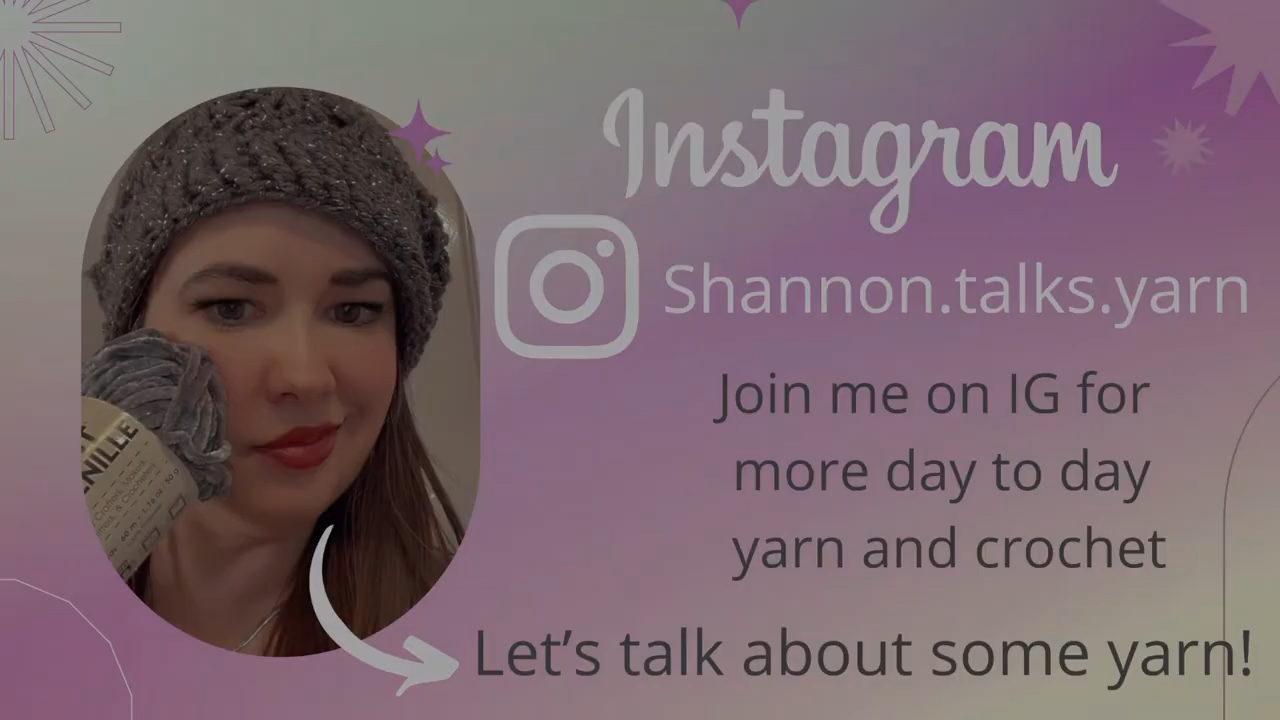 Instagram
Shannon.talks.yarn
Join me on IG for
more day to day
yarn and crochet
Let's talk about some yarn!
NILLE